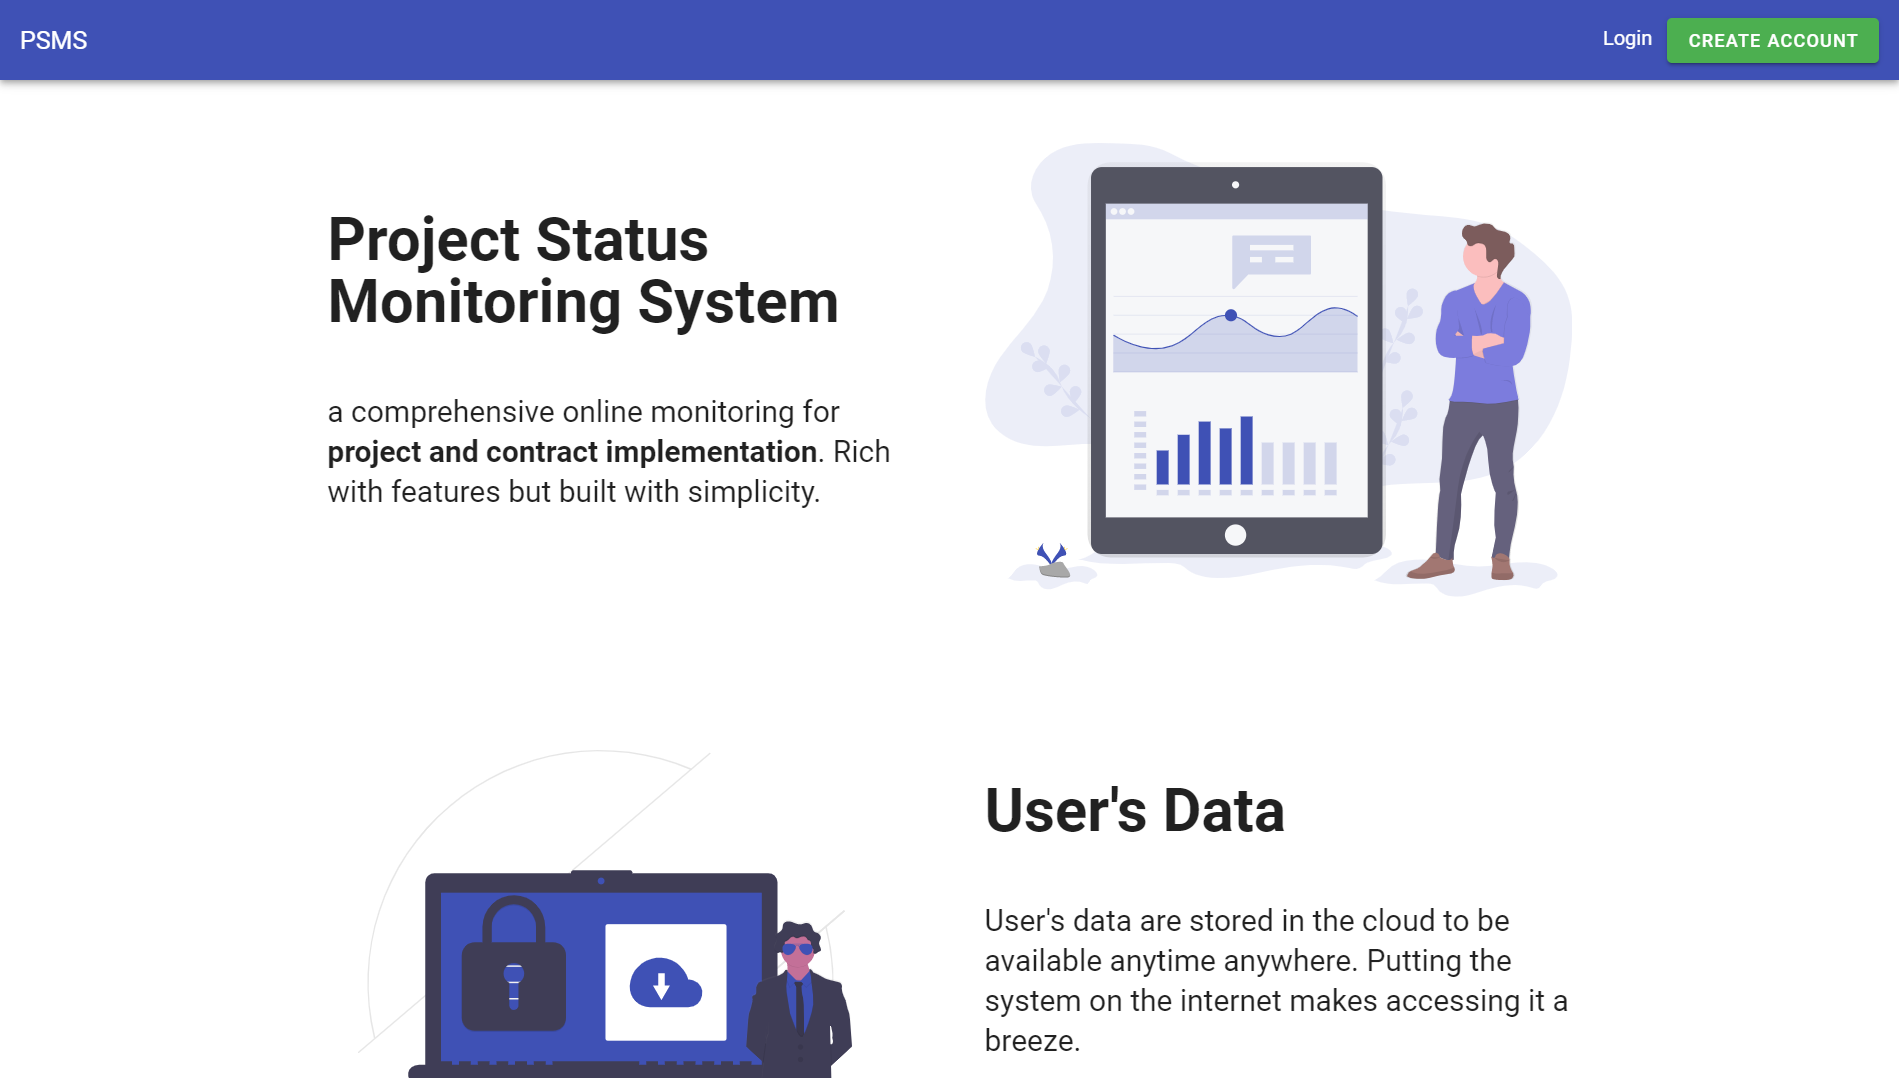 PSMS
Login
CREATE ACCOUNT
Project Status
Monitoring System
a comprehensive online monitoring for
project and contract implementation. Rich
with features but built with simplicity.
User's Data
User's data are stored in the cloud to be
available anytime anywhere. Putting the
system on the internet makes accessing it a
breeze.